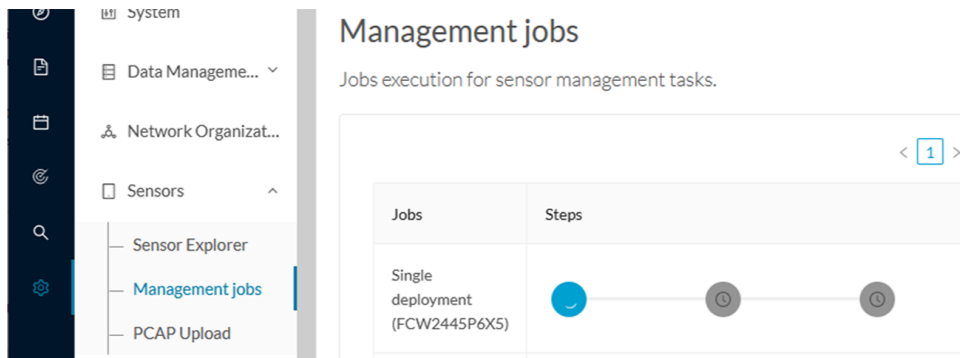 System
Data Manageme...
Network Organizat...
Sensors
Sensor Explorer
Management jobs
PCAP Upload
Management jobs
Jobs execution for sensor management tasks.
< 1 >
Jobs Steps
Single
deployment
(FCW2445P6X5)